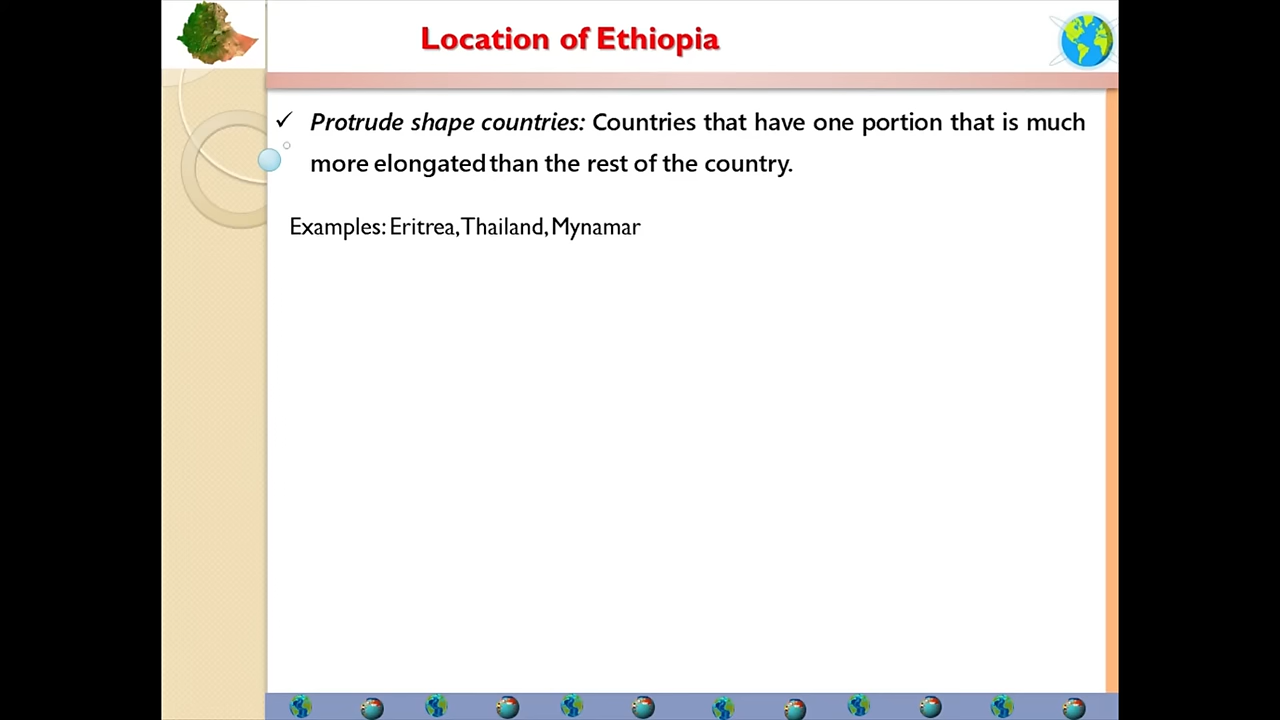 Location of Ethiopia
✓ Protrude shape countries: Countries that have one portion that is much
more elongated than the rest of the country.
Examples: Eritrea, Thailand, Mynamar